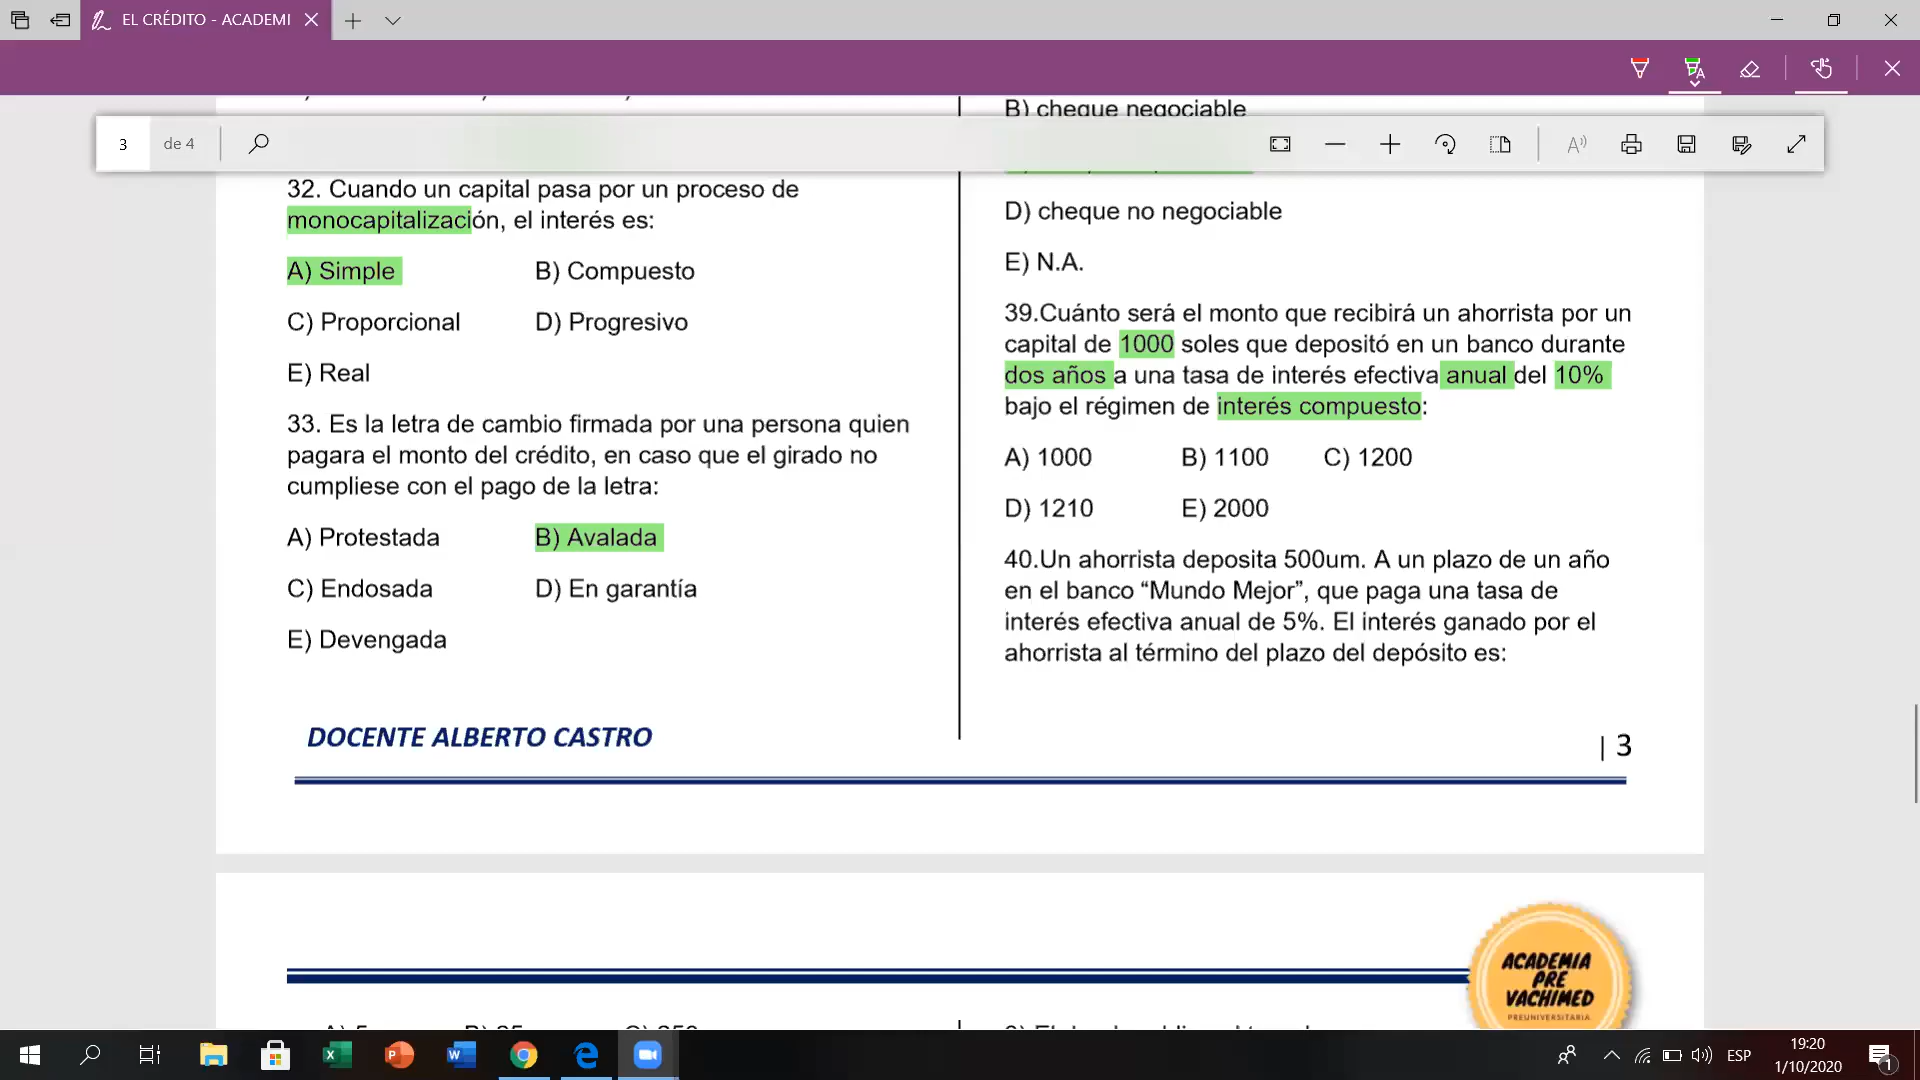 EL CRÉDITO - ACADEMI
3 de 4
32. Cuando un capital pasa por un proceso de
monocapitalización, el interés es:
A) Simple B) Compuesto
C) Proporcional D) Progresivo
E) Real
33. Es la letra de cambio firmada por una persona quien
pagara el monto del crédito, en caso que el girado no
cumpliese con el pago de la letra:
A) Protestada B) Avalada
C) Endosada D) En garantía
E) Devengada
B) cheque negociable
D) cheque no negociable
E) N.A.
39.Cuánto será el monto que recibirá un ahorrista por un
capital de 1000 soles que depositó en un banco durante
dos años a una tasa de interés efectiva anual del 10%
bajo el régimen de interés compuesto:
A) 1000 B) 1100 C) 1200
D) 1210 E) 2000
40.Un ahorrista deposita 500um. A un plazo de un año
en el banco “Mundo Mejor”, que paga una tasa de
interés efectiva anual de 5%. El interés ganado por el
ahorrista al término del plazo del depósito es:
DOCENTE ALBERTO CASTRO
| 3
ACADEMIA
PRE
VACHIMED
PREUNIVERSITARIA
ESP
19:20
1/10/2020
1